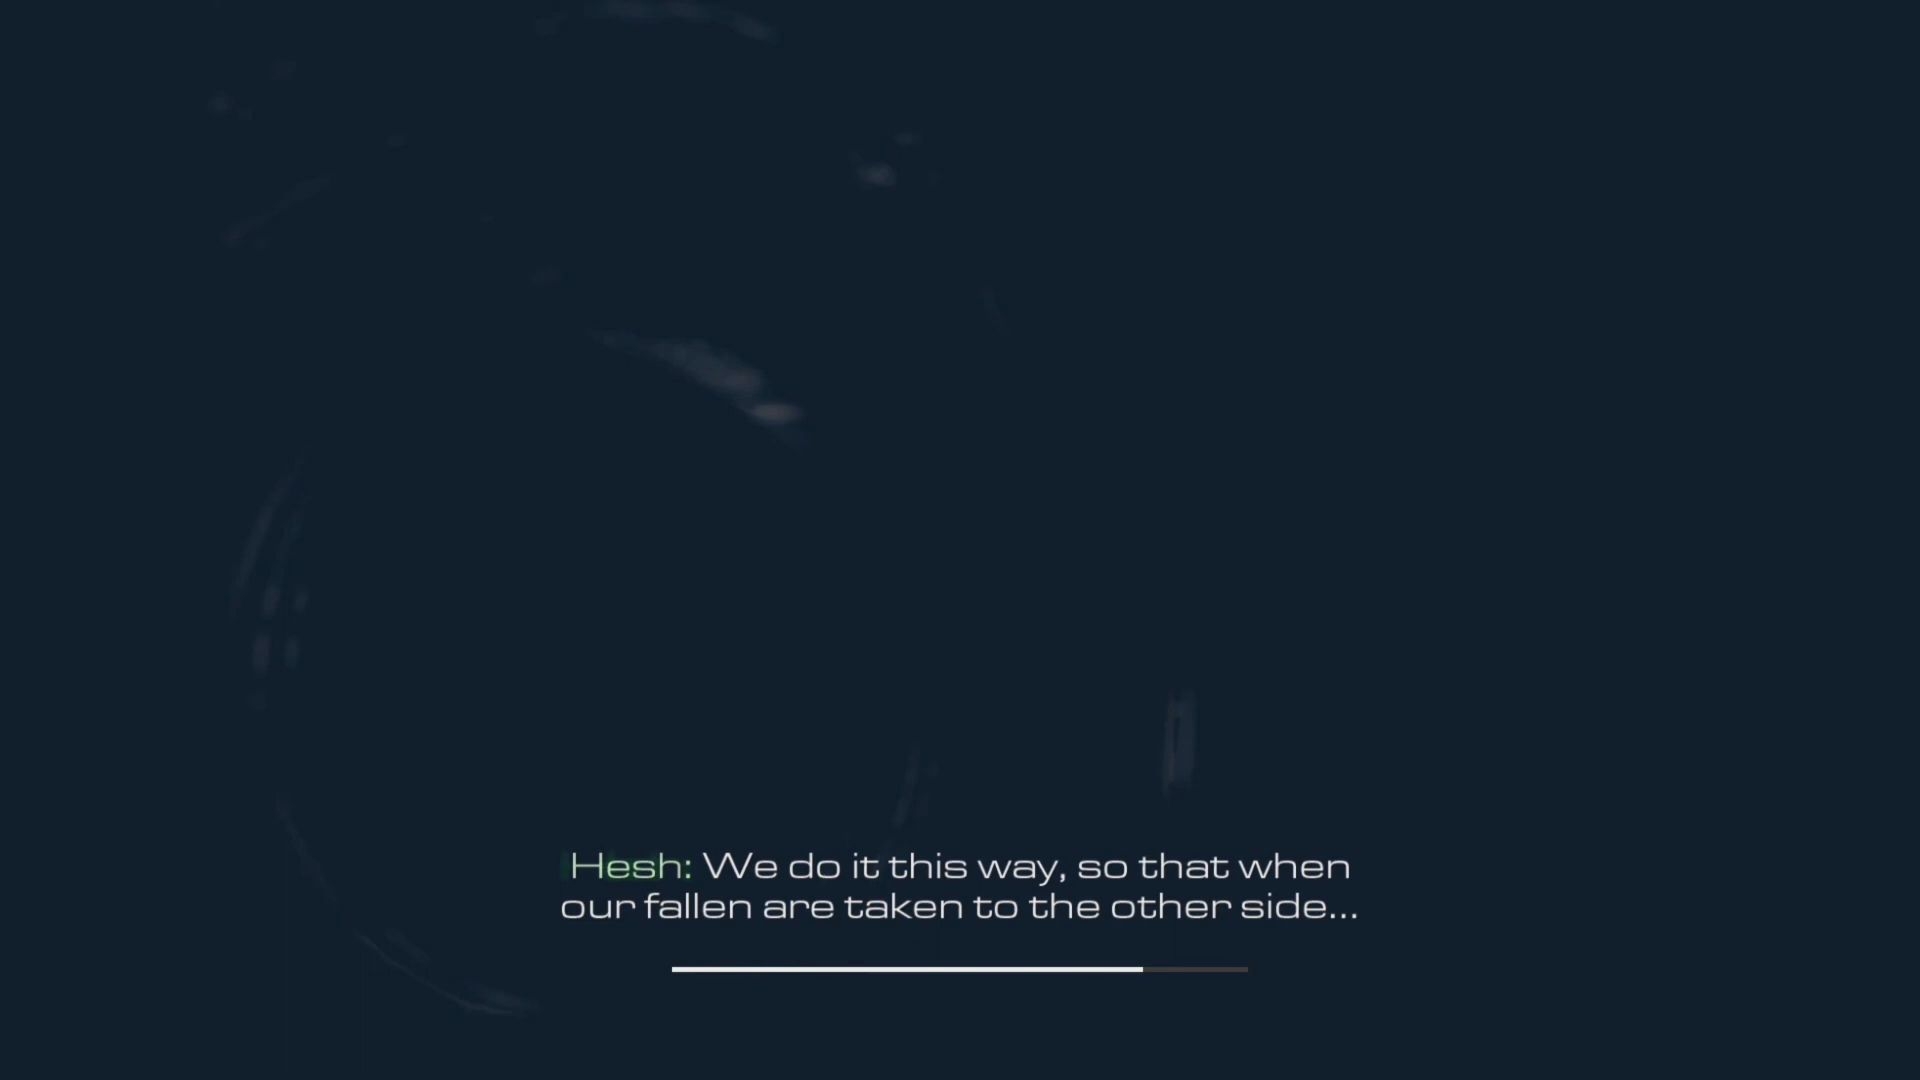 Hesh: We do it this way, so that when
our fallen are taken to the other side...